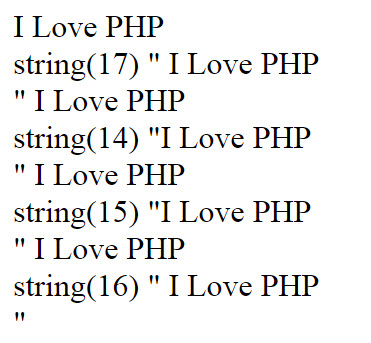 I Love PHP
string(17) " I Love PHP
" I Love PHP
string(14) "I Love PHP
" I Love PHP
string(15) "I Love PHP
" I Love PHP
string(16) " I Love PHP
"